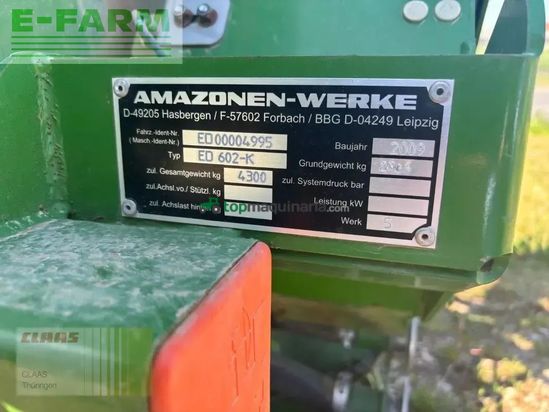 E-FARM
AMAZONEN-WERKE
D-49205 Hasbergen / F-57602 Forbach / BBG D-04249 Leipzig
Fahrz.-Ident-Nr. ED00004995 Baujahr 2009
(Masch.-Ident-Nr.)
Typ ED 602-K Grundgewicht kg
zul. Gesamtgewicht kg 4300 zul. Systemdruck bar
zul.Achsl.vo./Stützl. kg Leistung kW
zul. Achslast hint. Werk 5
topmaquinaria.com
CLAAS
CLAAS
Thüringen